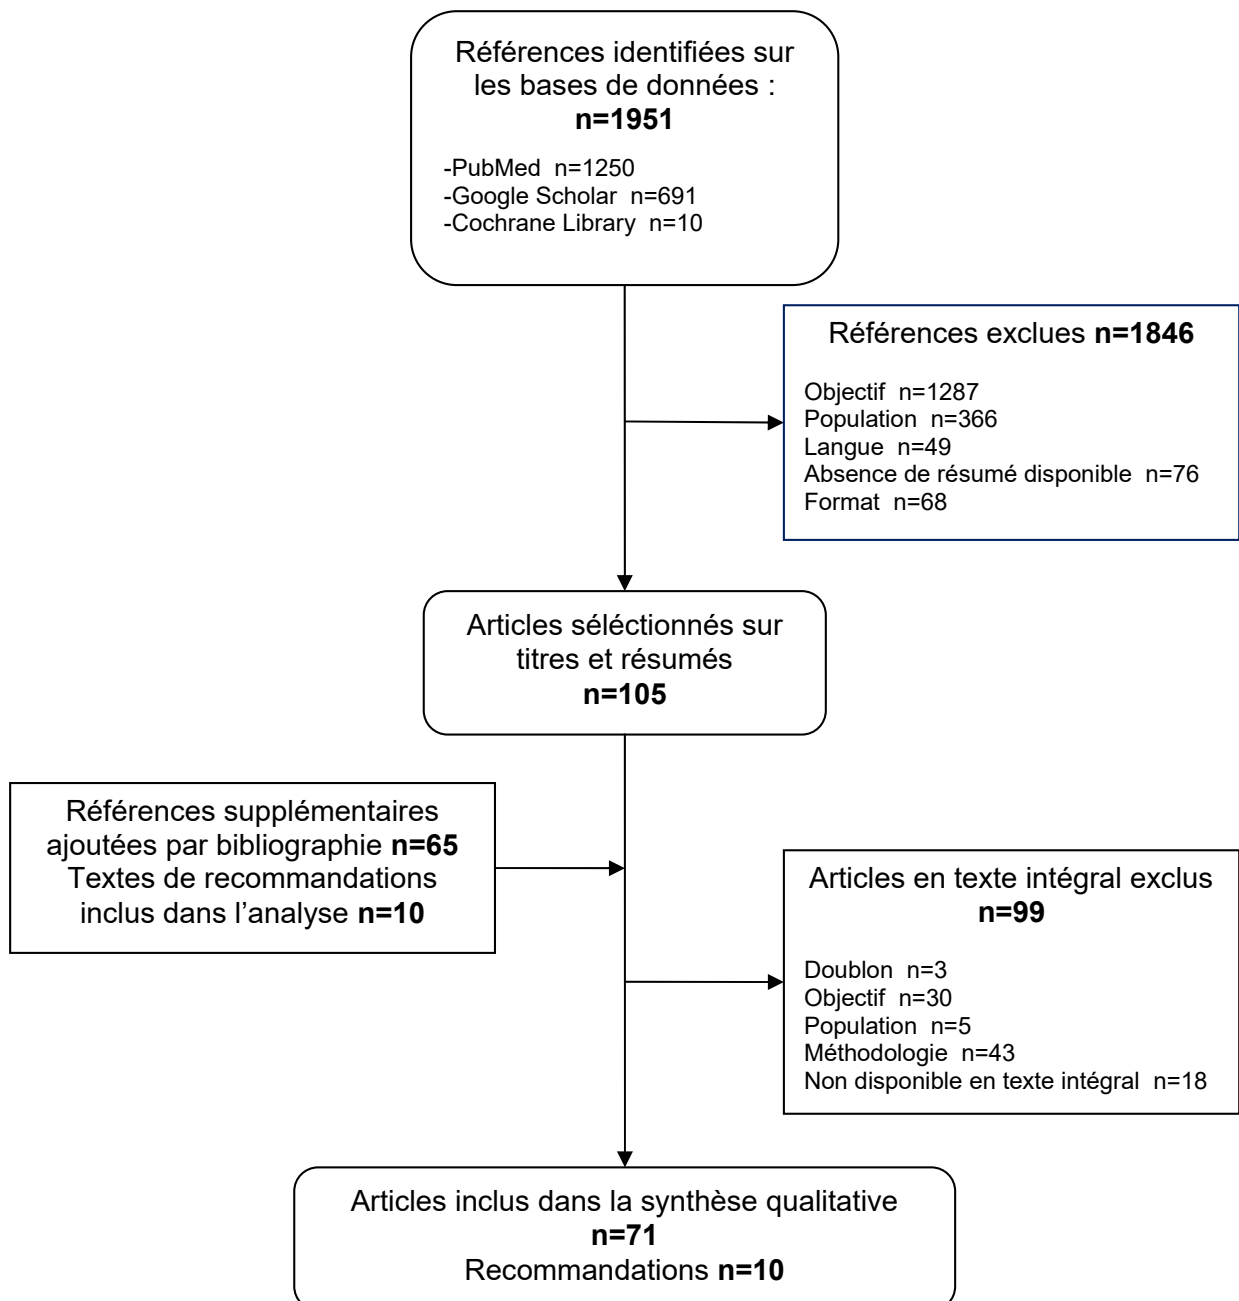 Références identifiées sur
les bases de données :
n=1951
-PubMed n=1250
-Google Scholar n=691
-Cochrane Library n=10
Références exclues n=1846
Objectif n=1287
Population n=366
Langue n=49
Absence de résumé disponible n=76
Format n=68
Articles séléctionnés sur
titres et résumés
n=105
Références supplémentaires
ajoutées par bibliographie n=65
Textes de recommandations
inclus dans l’analyse n=10
Articles en texte intégral exclus
n=99
Doublon n=3
Objectif n=30
Population n=5
Méthodologie n=43
Non disponible en texte intégral n=18
Articles inclus dans la synthèse qualitative
n=71
Recommandations n=10